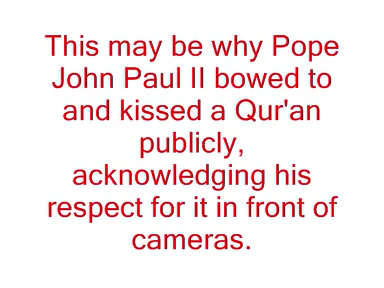 This may be why Pope
John Paul II bowed to
and kissed a Qur'an
publicly,
acknowledging his
respect for it in front of
cameras.